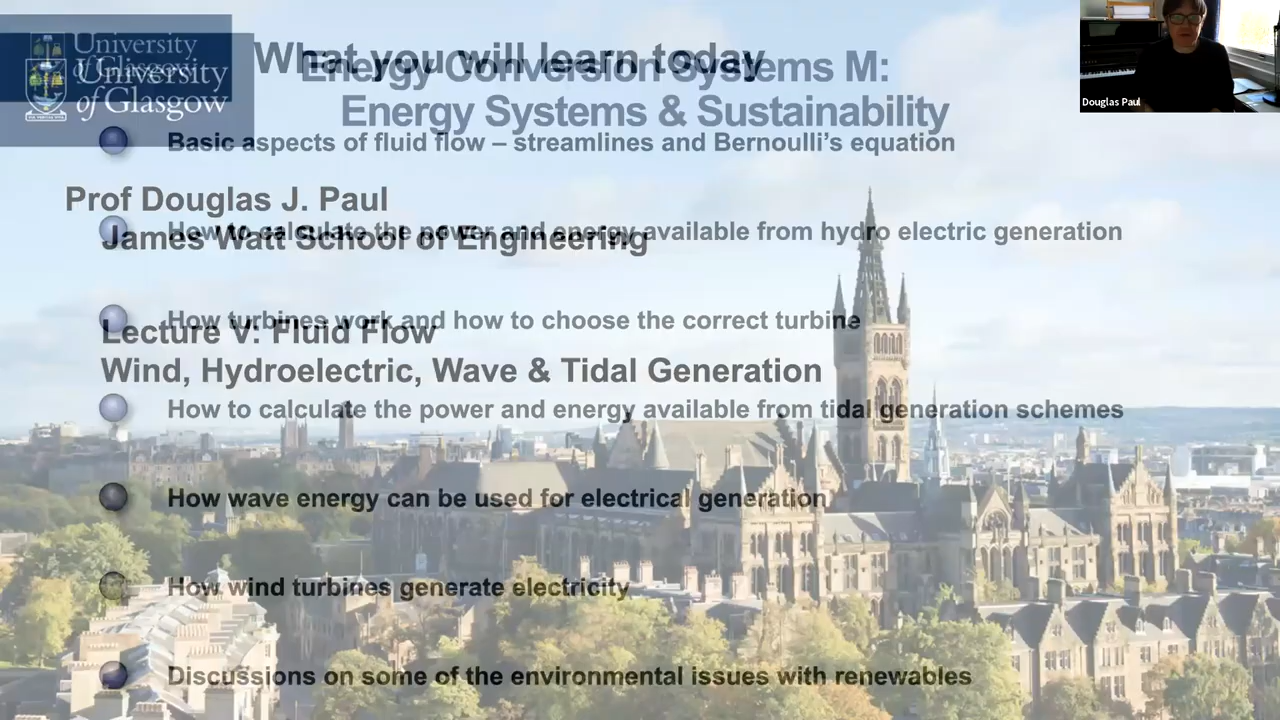 University
of Glasgow
University
of Glasgow
What you will learn today
Energy Conversion Systems M:
Energy Systems & Sustainability
Douglas Paul
Basic aspects of fluid flow – streamlines and Bernoulli's equation
Prof Douglas J. Paul
How to calculate the power and energy available from hydro electric generation
James Watt School of Engineering
How turbines work and how to choose the correct turbine
Lecture V: Fluid Flow
Wind, Hydroelectric, Wave & Tidal Generation
How to calculate the power and energy available from tidal generation schemes
How wave energy can be used for electrical generation
How wind turbines generate electricity
Discussions on some of the environmental issues with renewables